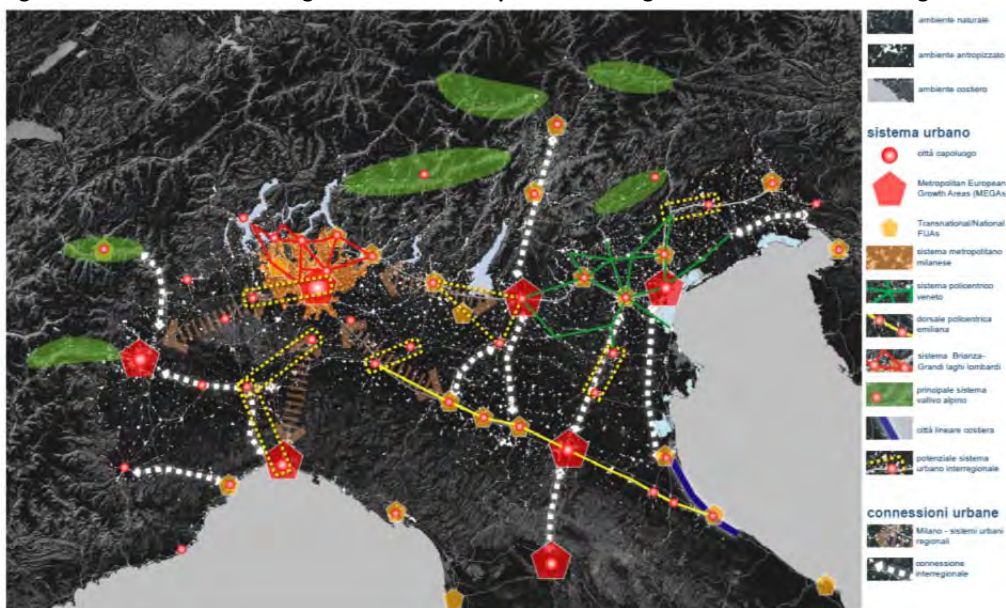 ambiente naturale
ambiente antropizzato
ambiente costiero
sistema urbano
città capoluogo
Metropolitan European
Growth Areas (MEGAs
Transnational/National
FUAs
sistema metropolitano
milanese
sistema policentrico
veneto
dorsale policentrica
emiliana
sistema Brianza-
Grandi laghi lombardi
principale sistema
vallivo alpino
città lineare costiera
potenziale sistema
urbano interregionale
connessioni urbane
Milano - sistemi urbani
regionali
connessione
interregionale